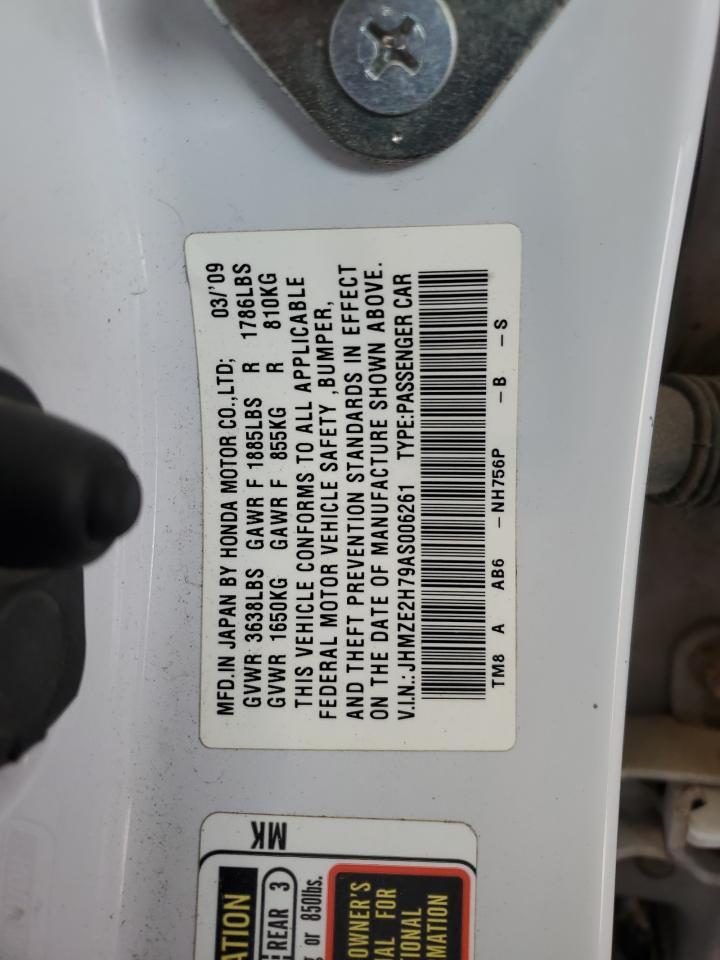 MFD.IN JAPAN BY HONDA MOTOR CO.,LTD; 03/'09
GVWR: 3638LBS GAWR F 1885LBS R 1786LBS
GVWR 1650KG GAWR F 855KG R 810KG
THIS VEHICLE CONFORMS TO ALL APPLICABLE
FEDERAL MOTOR VEHICLE SAFETY ,BUMPER,
AND THEFT PREVENTION STANDARDS IN EFFECT
ON THE DATE OF MANUFACTURE SHOWN ABOVE.
V.I.N.: JHMZE2H79AS006261 TYPE:PASSENGER CAR
TM8 A AB6 – NH756P – B – S
MK
ATION
REAR 3
or 850lbs.
OWNER'S
FOR